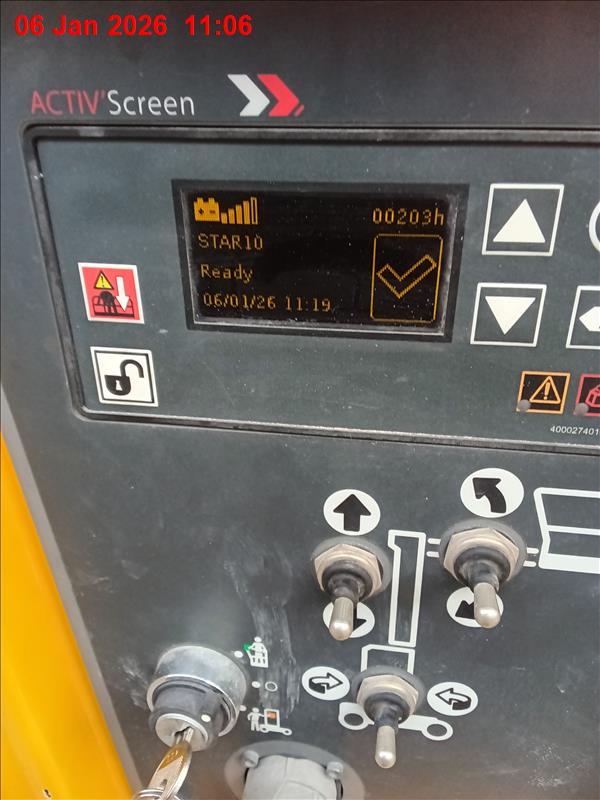 06 Jan 2026 11:06
ACTIV'Screen
00203h
STAR10
Ready
06/01/26 11:19
400027401